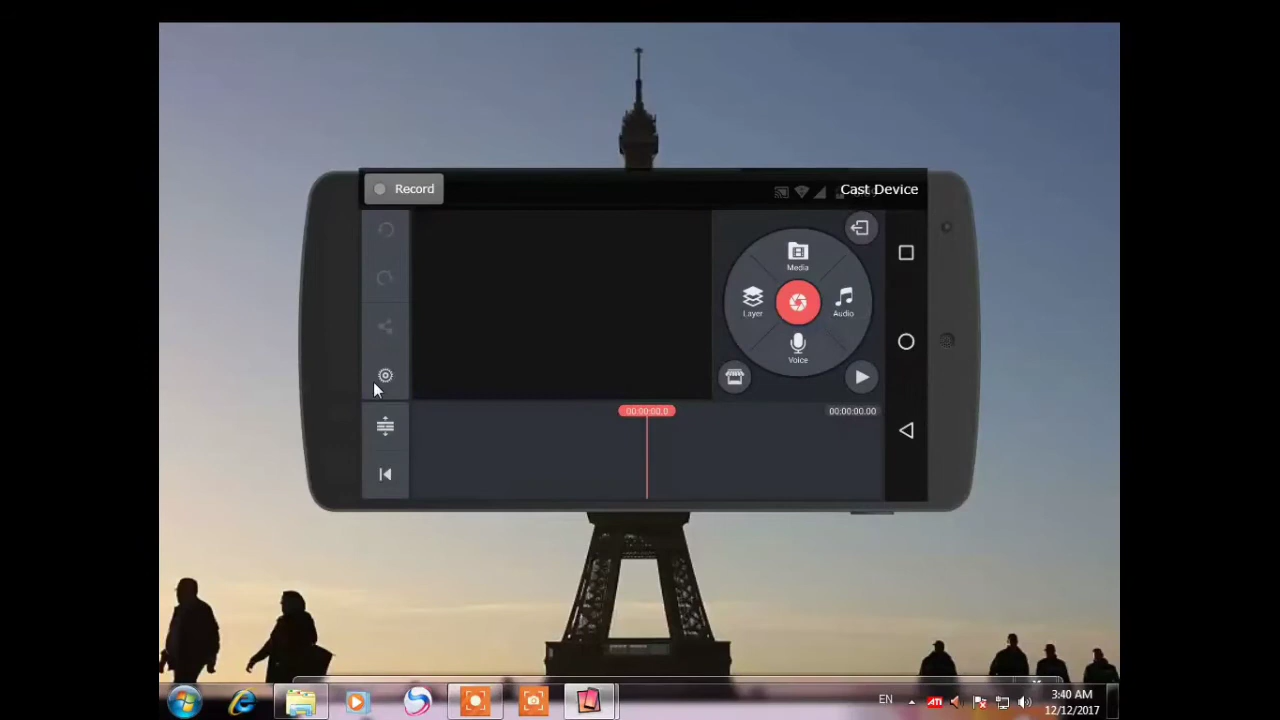 Record
Cast Device
Media
Layer
Audio
Voice
00:00:00.0
00:00:00.00
EN
ATI
3:40 AM
12/12/2017